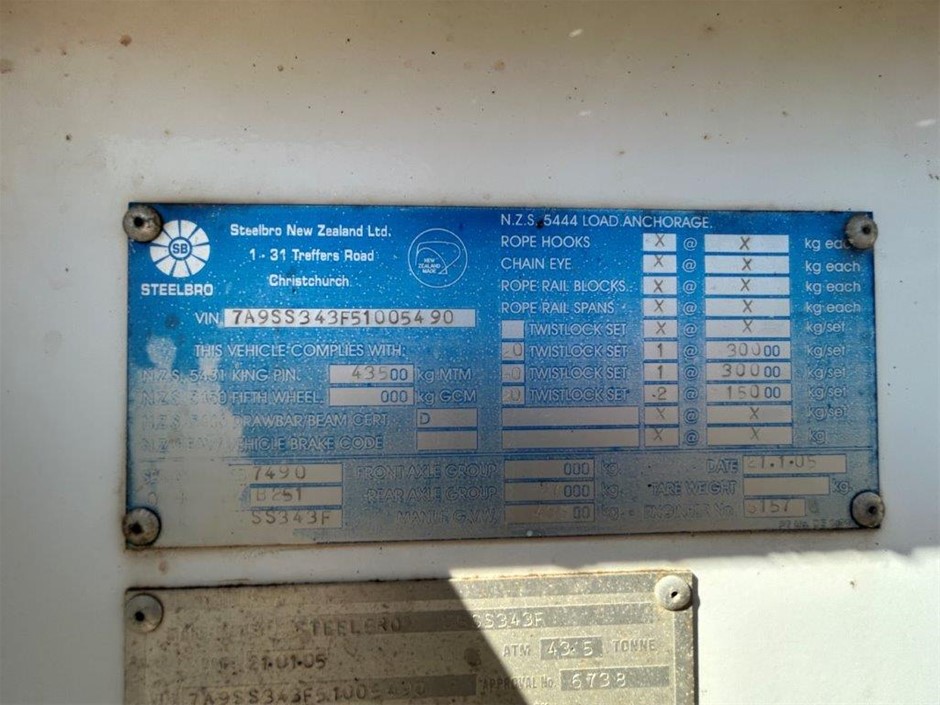 SB
STEELBRO
Steelbro New Zealand Ltd.
1 - 31 Treffers Road
Christchurch
NEW ZEALAND MADE
VIN 7A9SS343F51005490
THIS VEHICLE COMPLIES WITH:
N.Z.S. 5451 KING PIN 43500 kg MTM
FIFTH WHEEL 000 kg GCM
DRAWBAR BEAM CERT. D
VEHICLE BRAKE CODE
N.Z.S. 5444 LOAD ANCHORAGE.
ROPE HOOKS X @ X kg each
CHAIN EYE X @ X kg each
ROPE RAIL BLOCKS X @ X kg each
ROPE RAIL SPANS X @ X kg each
TWISTLOCK SET X @ X kg/set
20 TWISTLOCK SET 1 @ 30000 kg/set
TWISTLOCK SET 1 @ 30000 kg/set
20 TWISTLOCK SET 2 @ 15000 kg/set
X @ X kg/set
X @ X kg
7490 FRONT AXLE GROUP 000 kg DATE 21.1.05
B251 REAR AXLE GROUP 000 kg TARE WEIGHT kg
SS343F 00 kg 6157
STEELBRO SS343F
ATM 43.5 TONNE
21.01.05
7A9SS343F51005490 APPROVAL No 6738